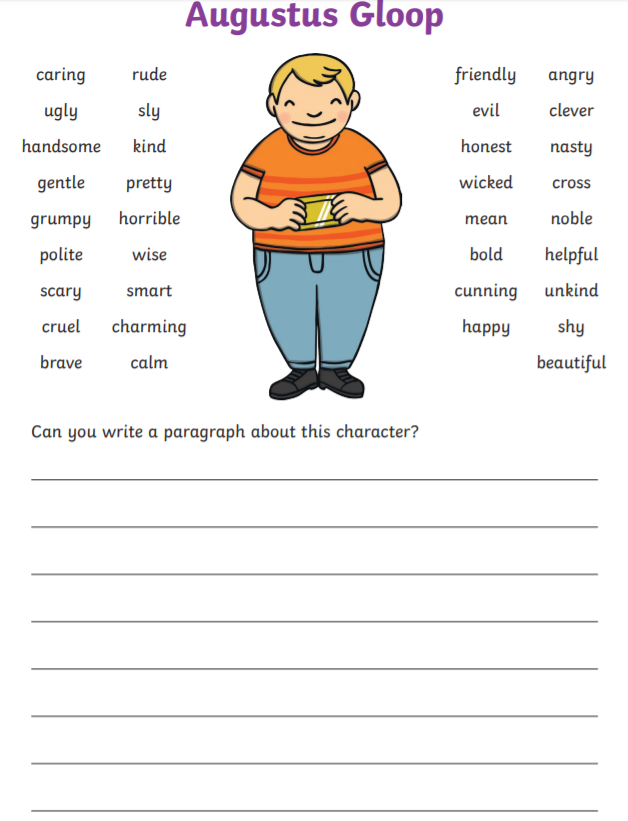 Augustus Gloop
caring rude friendly angry
ugly sly evil clever
handsome kind honest nasty
gentle pretty wicked cross
grumpy horrible mean noble
polite wise bold helpful
scary smart cunning unkind
cruel charming happy shy
brave calm beautiful
Can you write a paragraph about this character?